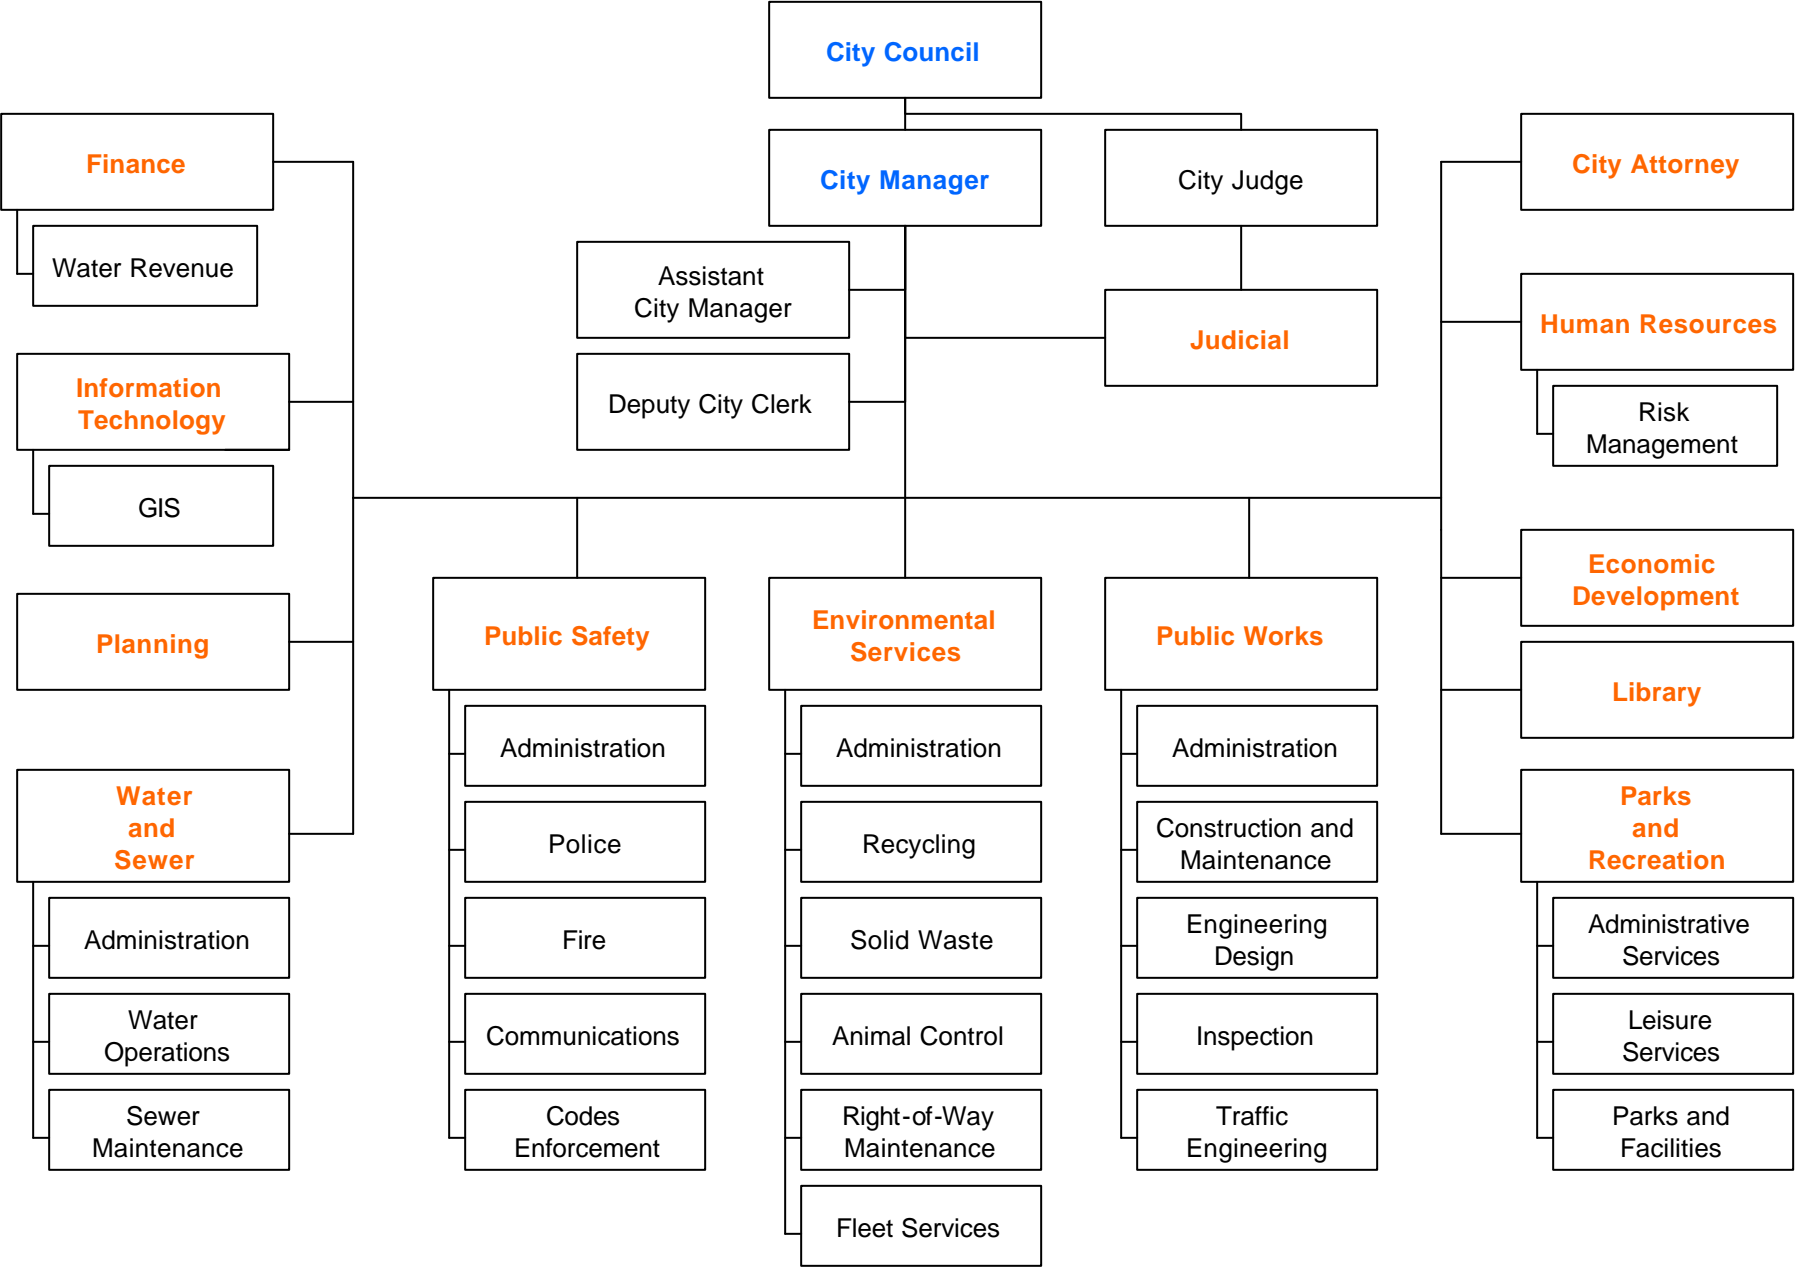 City Council
City Manager
City Judge
Assistant
City Manager
Deputy City Clerk
Judicial
Finance
Water Revenue
Information
Technology
GIS
Planning
Water
and
Sewer
Administration
Water
Operations
Sewer
Maintenance
Public Safety
Administration
Police
Fire
Communications
Codes
Enforcement
Environmental
Services
Administration
Recycling
Solid Waste
Animal Control
Right-of-Way
Maintenance
Fleet Services
Public Works
Administration
Construction and
Maintenance
Engineering
Design
Inspection
Traffic
Engineering
City Attorney
Human Resources
Risk
Management
Economic
Development
Library
Parks
and
Recreation
Administrative
Services
Leisure
Services
Parks and
Facilities